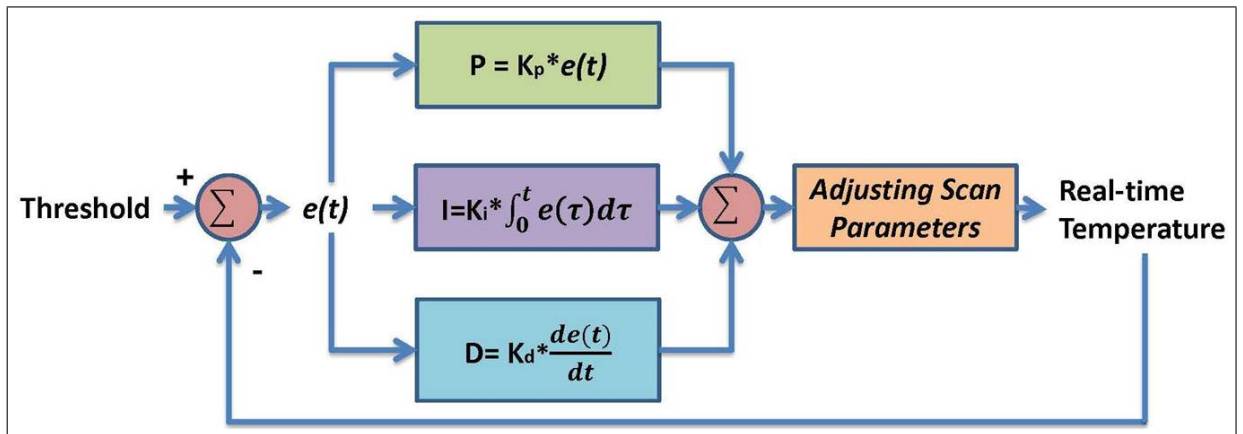 P = Kp*e(t)
+
Threshold
∑
e(t)
I=Ki* ∫₀ᵗ e(τ)dτ
∑
Adjusting Scan
Parameters
Real-time
Temperature
-
D= Kd* de(t)/dt